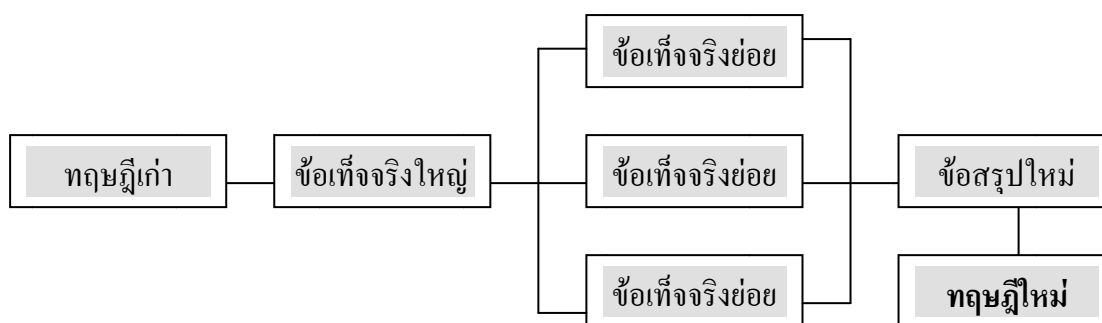 ข้อเท็จจริงย่อย
ทฤษฎีเก่า
ข้อเท็จจริงใหญ่
ข้อเท็จจริงย่อย
ข้อสรุปใหม่
ข้อเท็จจริงย่อย
ทฤษฎีใหม่